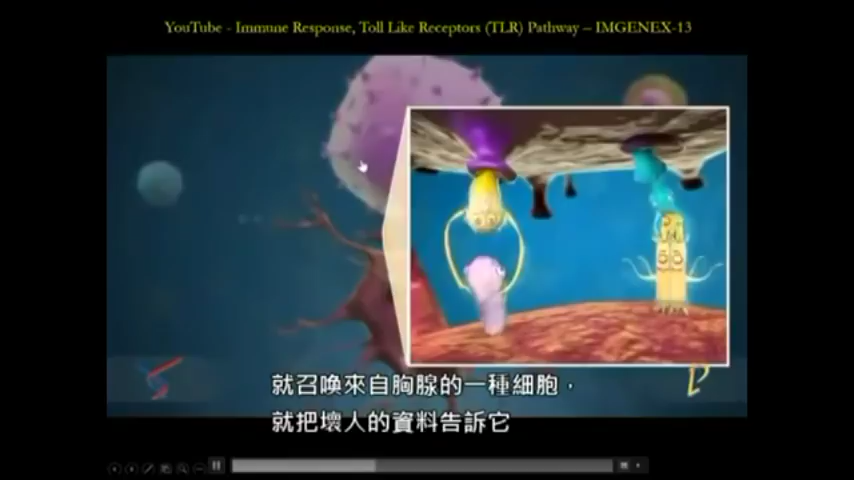 YouTube - Immune Response, Toll Like Receptors (TLR) Pathway – IMGENEX-13
就召喚來自胸腺的一種細胞，
就把壞人的資料告訴它